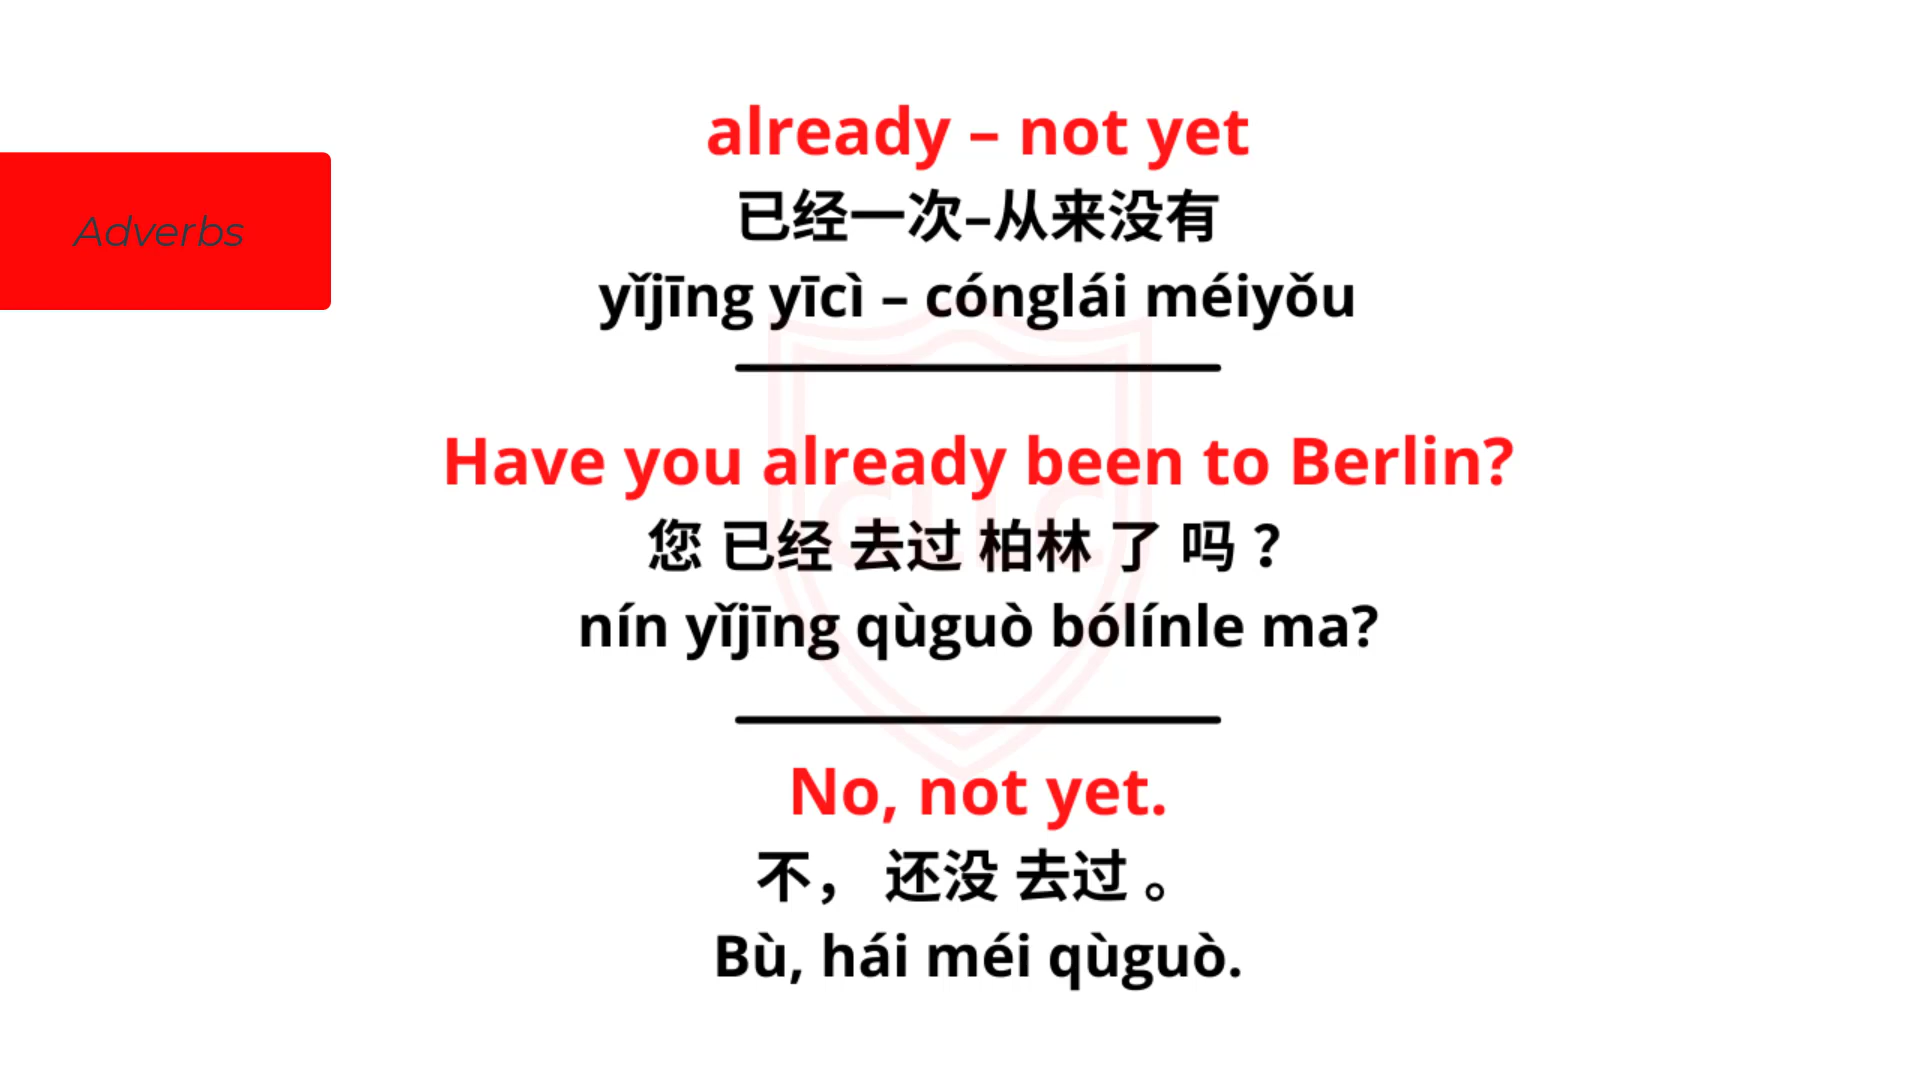 Adverbs
already – not yet
已经一次–从来没有
yǐjīng yīcì – cónglái méiyǒu
Have you already been to Berlin?
您 已经 去过 柏林 了 吗 ？
nín yǐjīng qùguò bólínle ma?
No, not yet.
不， 还没 去过 。
Bù, hái méi qùguò.